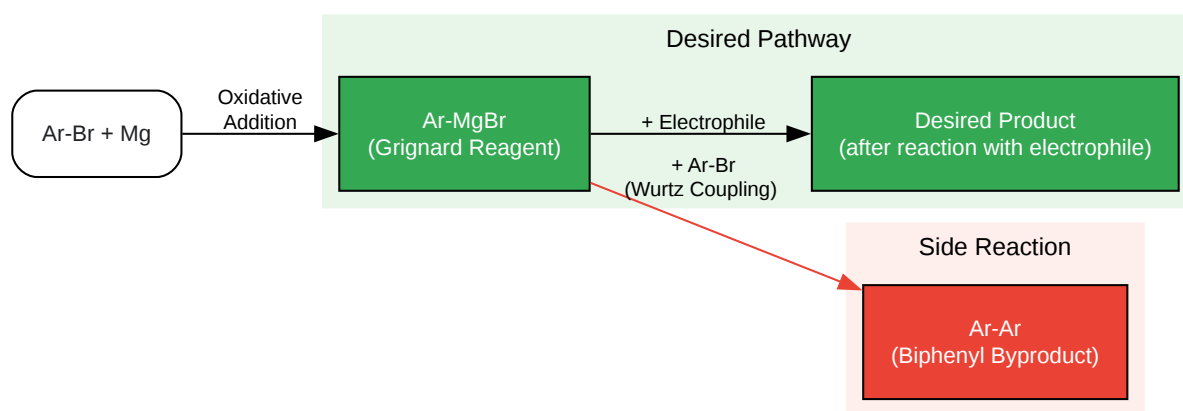 Desired Pathway
Ar-Br + Mg
Oxidative
Addition
Ar-MgBr
(Grignard Reagent)
+ Electrophile
Desired Product
(after reaction with electrophile)
+ Ar-Br
(Wurtz Coupling)
Side Reaction
Ar-Ar
(Biphenyl Byproduct)